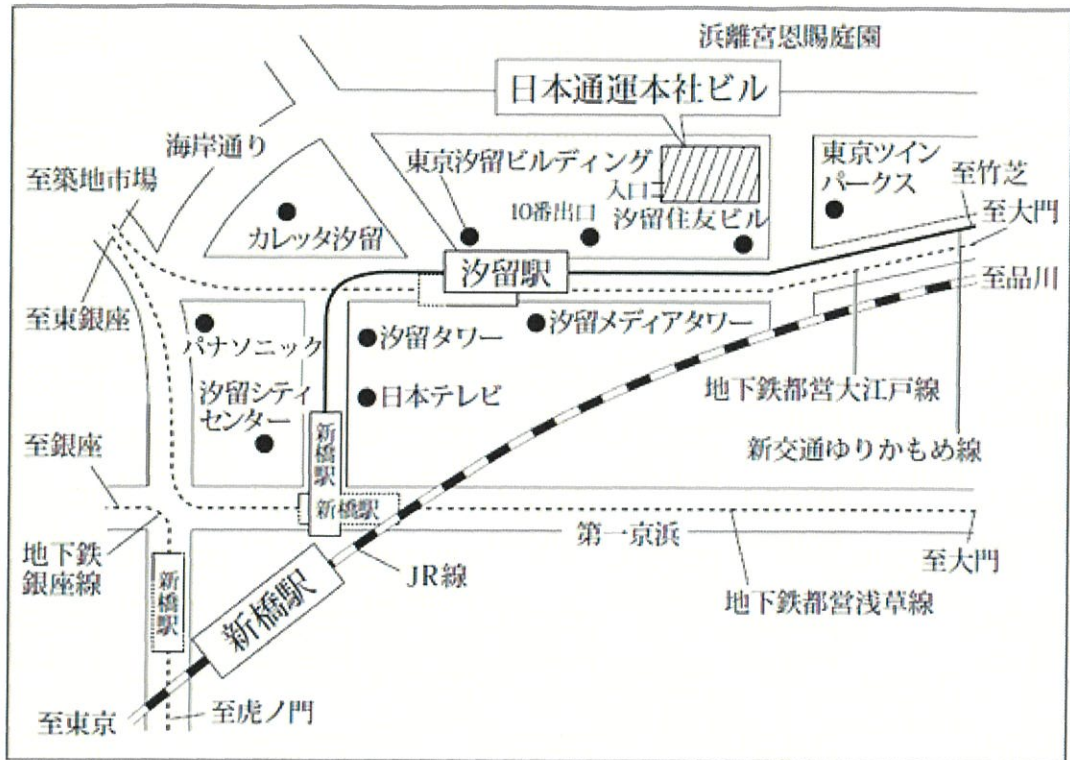 浜離宮恩賜庭園
日本通運本社ビル
海岸通り
至築地市場
東京汐留ビルディング
入口
東京ツイン
パークス
至竹芝
至大門
10番出口
汐留住友ビル
カレッタ汐留
汐留駅
至品川
至東銀座
パナソニック
汐留タワー
汐留メディアタワー
汐留シティ
センター
日本テレビ
地下鉄都営大江戸線
至銀座
新橋駅
新交通ゆりかもめ線
新橋駅
第一京浜
地下鉄
銀座線
新橋駅
JR線
至大門
地下鉄都営浅草線
新橋駅
至東京
至虎ノ門